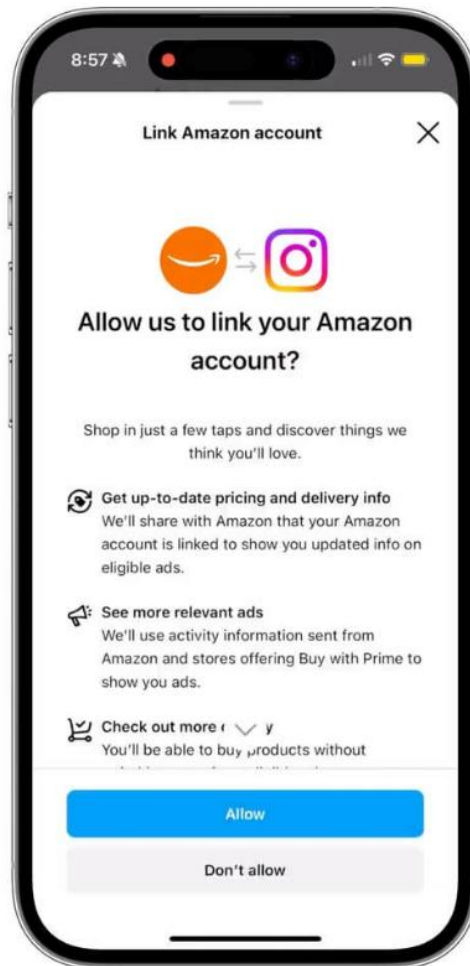 8:57
Link Amazon account
Allow us to link your Amazon
account?
Shop in just a few taps and discover things we
think you'll love.
Get up-to-date pricing and delivery info
We'll share with Amazon that your Amazon
account is linked to show you updated info on
eligible ads.
See more relevant ads
We'll use activity information sent from
Amazon and stores offering Buy with Prime to
show you ads.
Check out more
You'll be able to buy products without
Allow
Don't allow